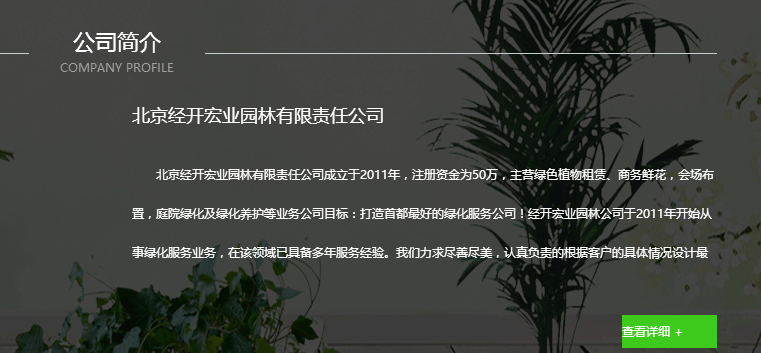 公司简介
COMPANY PROFILE
北京经开宏业园林有限责任公司
北京经开宏业园林有限责任公司成立于2011年，注册资金为50万，主营绿色植物租赁、商务鲜花，会场布
置，庭院绿化及绿化养护等业务公司目标：打造首都最好的绿化服务公司！经开宏业园林公司于2011年开始从
事绿化服务业务，在该领域已具备多年服务经验。我们力求尽善尽美，认真负责的根据客户的具体情况设计最
查看详细 +